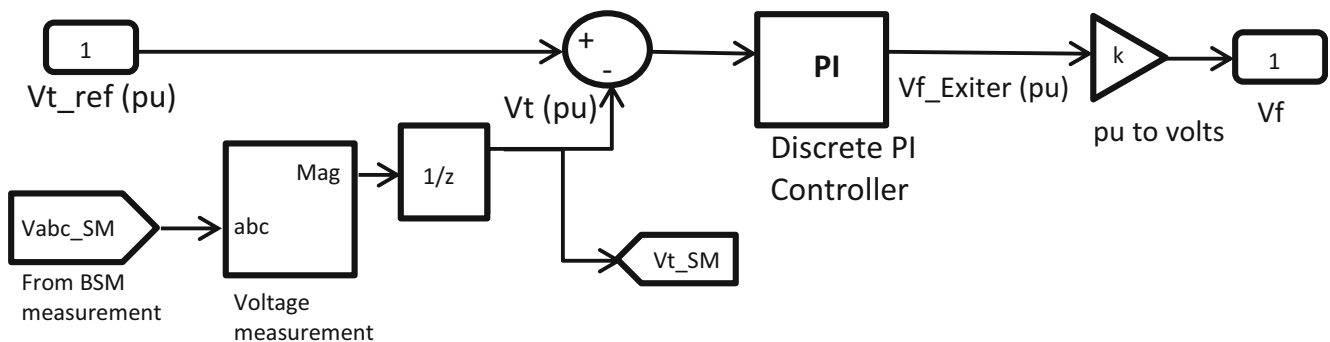 1
Vt_ref (pu)
+
-
Vt (pu)
PI
Discrete PI
Controller
Vf_Exiter (pu)
k
pu to volts
1
Vf
Vabc_SM
From BSM
measurement
Mag
abc
Voltage
measurement
1/z
Vt_SM